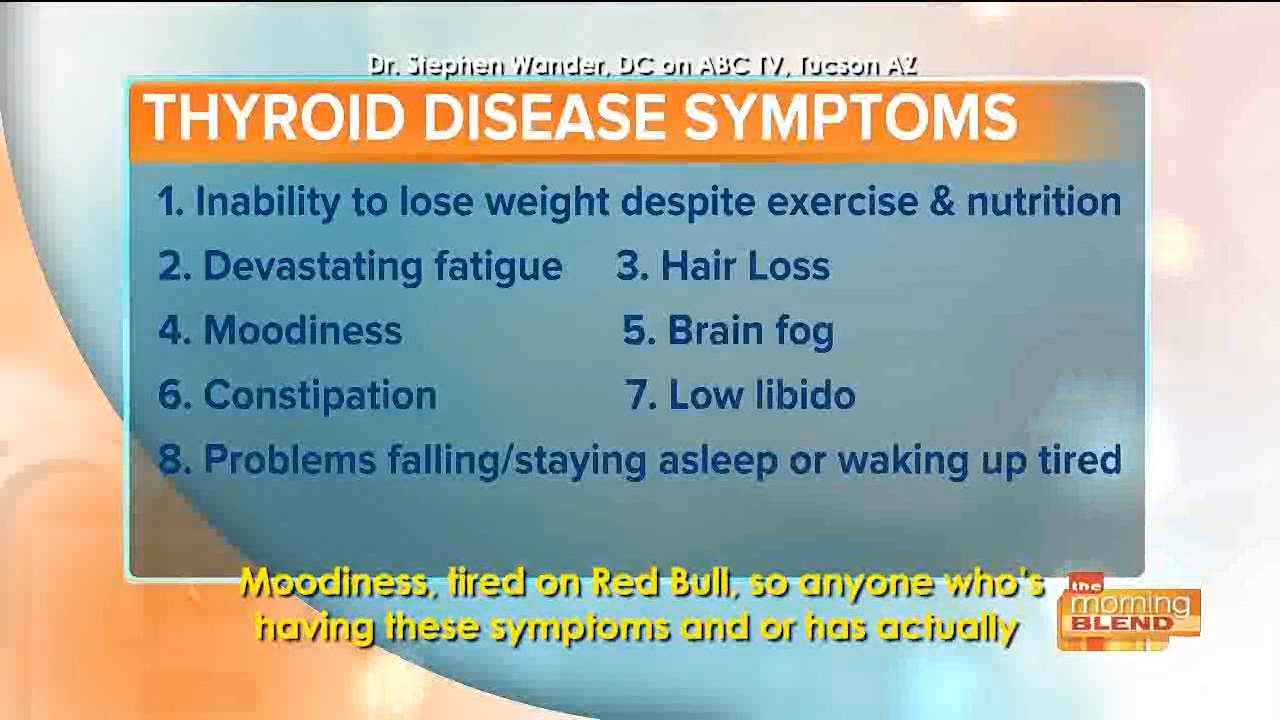 Dr. Stephen Wander, DC on ABC TV, Tucson AZ
THYROID DISEASE SYMPTOMS
1. Inability to lose weight despite exercise & nutrition
2. Devastating fatigue 3. Hair Loss
4. Moodiness 5. Brain fog
6. Constipation 7. Low libido
8. Problems falling/staying asleep or waking up tired
Moodiness, tired on Red Bull, so anyone who's
having these symptoms and or has actually
the
morning
BLEND